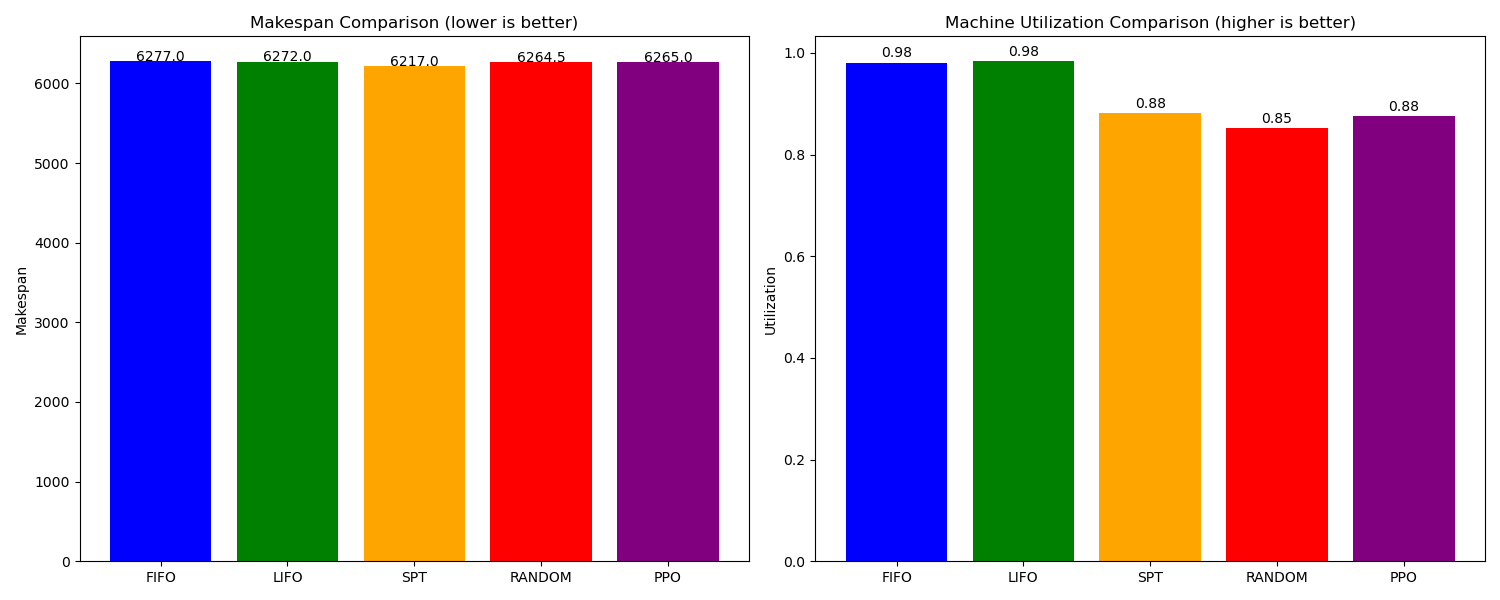 Makespan Comparison (lower is better)
Makespan
6000
5000
4000
3000
2000
1000
0
6277.0
6272.0
6217.0
6264.5
6265.0
FIFO
LIFO
SPT
RANDOM
PPO
Machine Utilization Comparison (higher is better)
Utilization
1.0
0.8
0.6
0.4
0.2
0.0
0.98
0.98
0.88
0.85
0.88
FIFO
LIFO
SPT
RANDOM
PPO